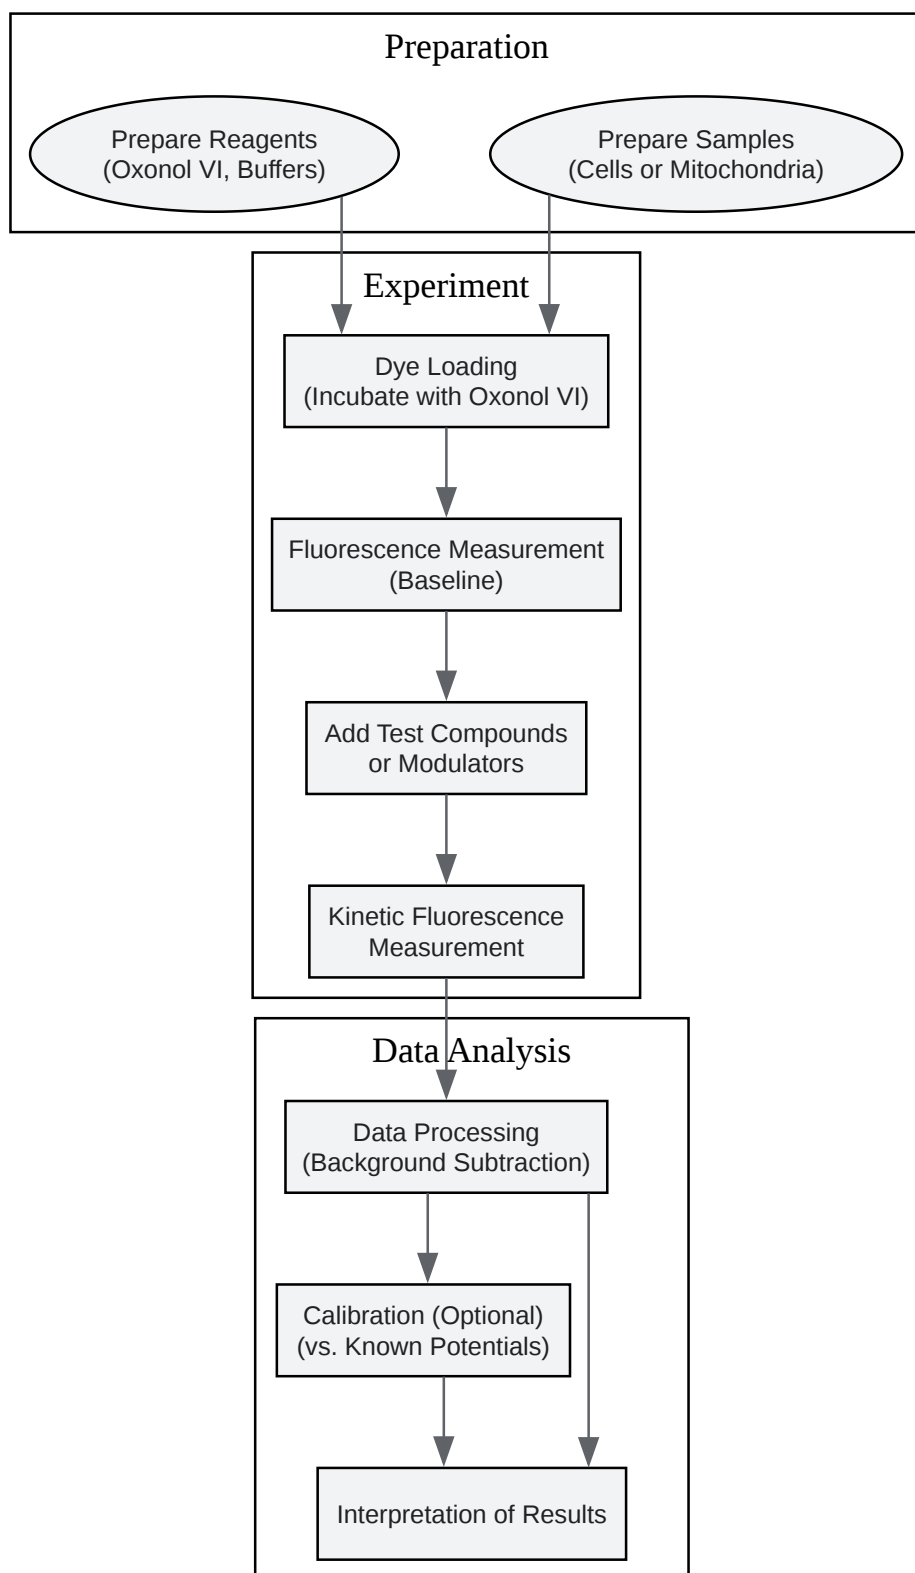 Preparation
Prepare Reagents
(Oxonol VI, Buffers)
Prepare Samples
(Cells or Mitochondria)
Experiment
Dye Loading
(Incubate with Oxonol VI)
Fluorescence Measurement
(Baseline)
Add Test Compounds
or Modulators
Kinetic Fluorescence
Measurement
Data Analysis
Data Processing
(Background Subtraction)
Calibration (Optional)
(vs. Known Potentials)
Interpretation of Results